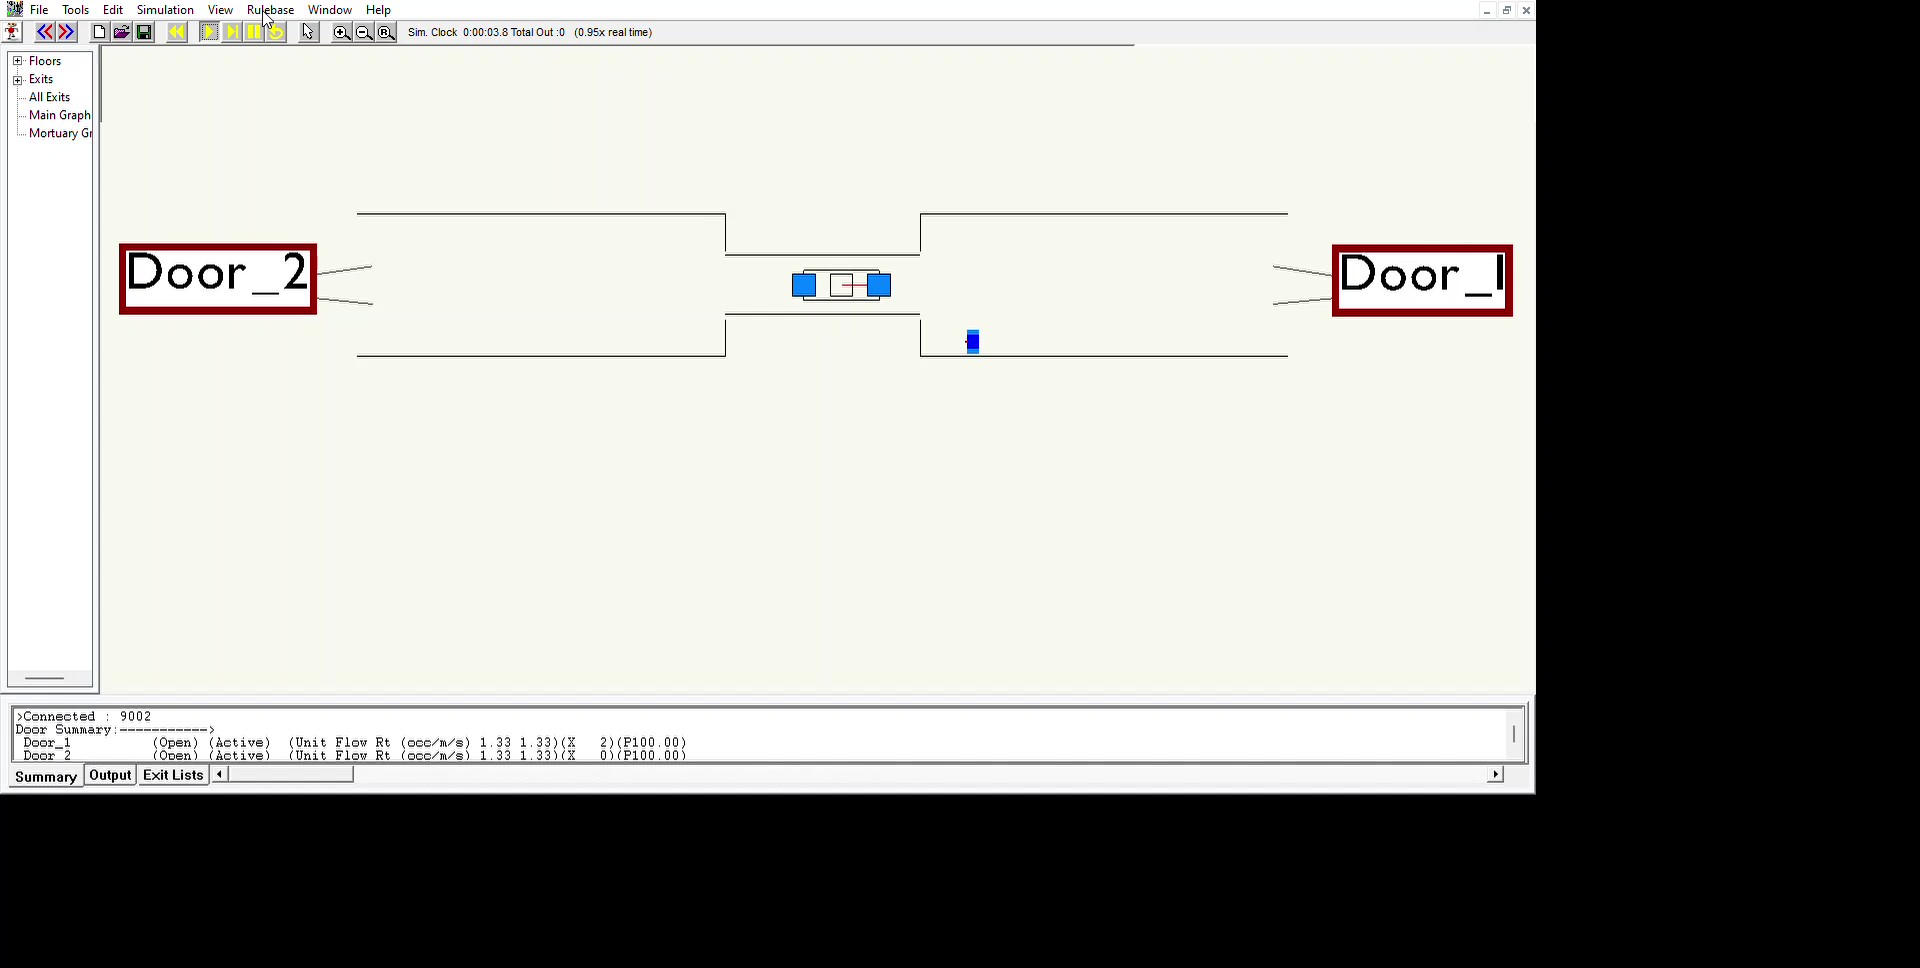 File Tools Edit Simulation View Rulebase Window Help
Sim. Clock 0:00:03.8 Total Out :0 (0.95x real time)
Floors
Exits
All Exits
Main Graph
Mortuary Gr
Door_2
Door_1
>Connected : 9002
Door Summary:------------>
Door_1 (Open) (Active) (Unit Flow Rt (occ/m/s) 1.33 1.33)(X 2)(P100.00)
Door_2 (Open) (Active) (Unit Flow Rt (occ/m/s) 1.33 1.33)(X 0)(P100.00)
Summary Output Exit Lists